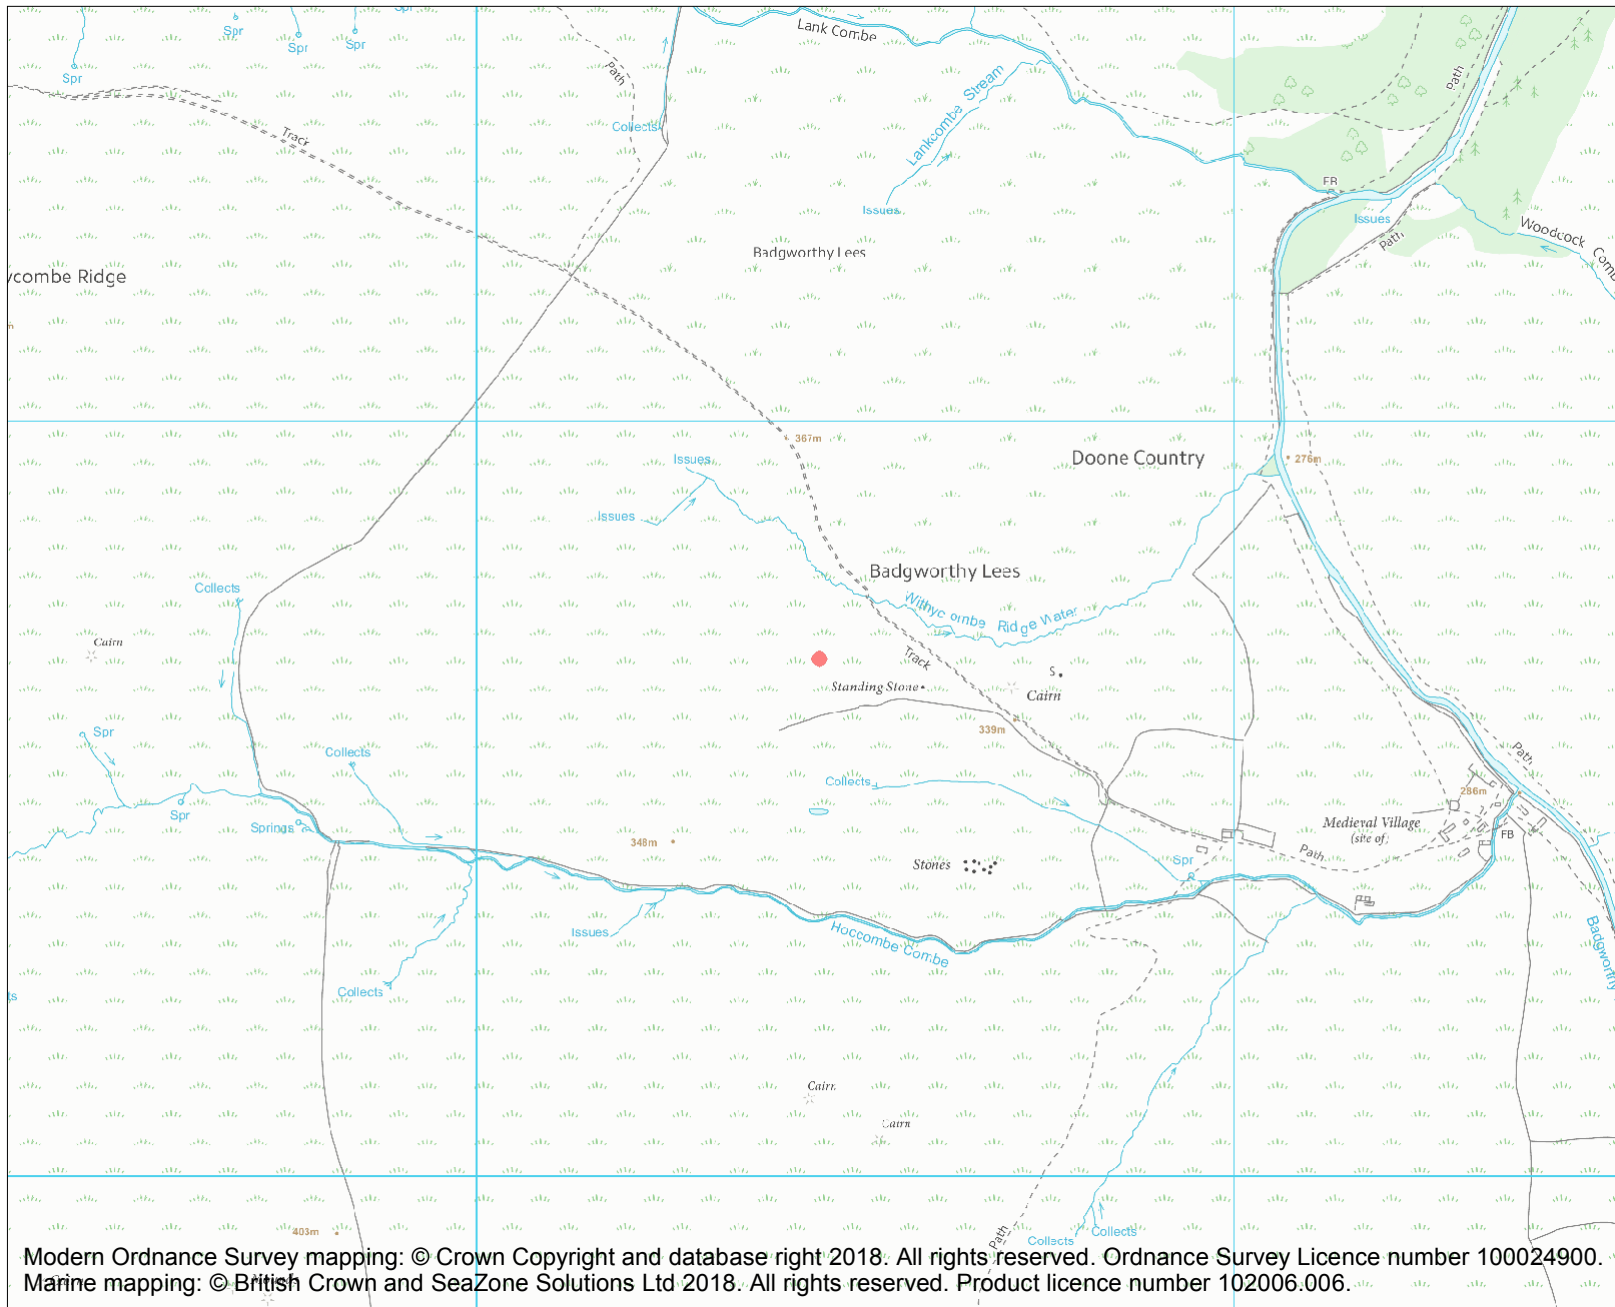 Spr
Spr
Spr
Spr
Lank Combe
Path
Path
Track
Collects
Lankcombe Stream
Issues
FB
Issues
Path
Woodcock
Badgworthy Lees
ycombe Ridge
367m
Doone Country
276m
Issues
Issues
Badgworthy Lees
Collects
Withycombe Ridge Water
Cairn
Track
S
Standing Stone
Cairn
339m
Spr
Collects
Collects
Path
286m
Spr
Springs
Medieval Village
(site of)
FB
348m
Stones
Spr
Path
Issues
Hoccombe Combe
Badgworthy
Collects
ts
Cairn
Cairn
403m
Path
Collects
Collects
Modern Ordnance Survey mapping: © Crown Copyright and database right 2018. All rights reserved. Ordnance Survey Licence number 100024900.
Marine mapping: © British Crown and SeaZone Solutions Ltd 2018. All rights reserved. Product licence number 102006.006.